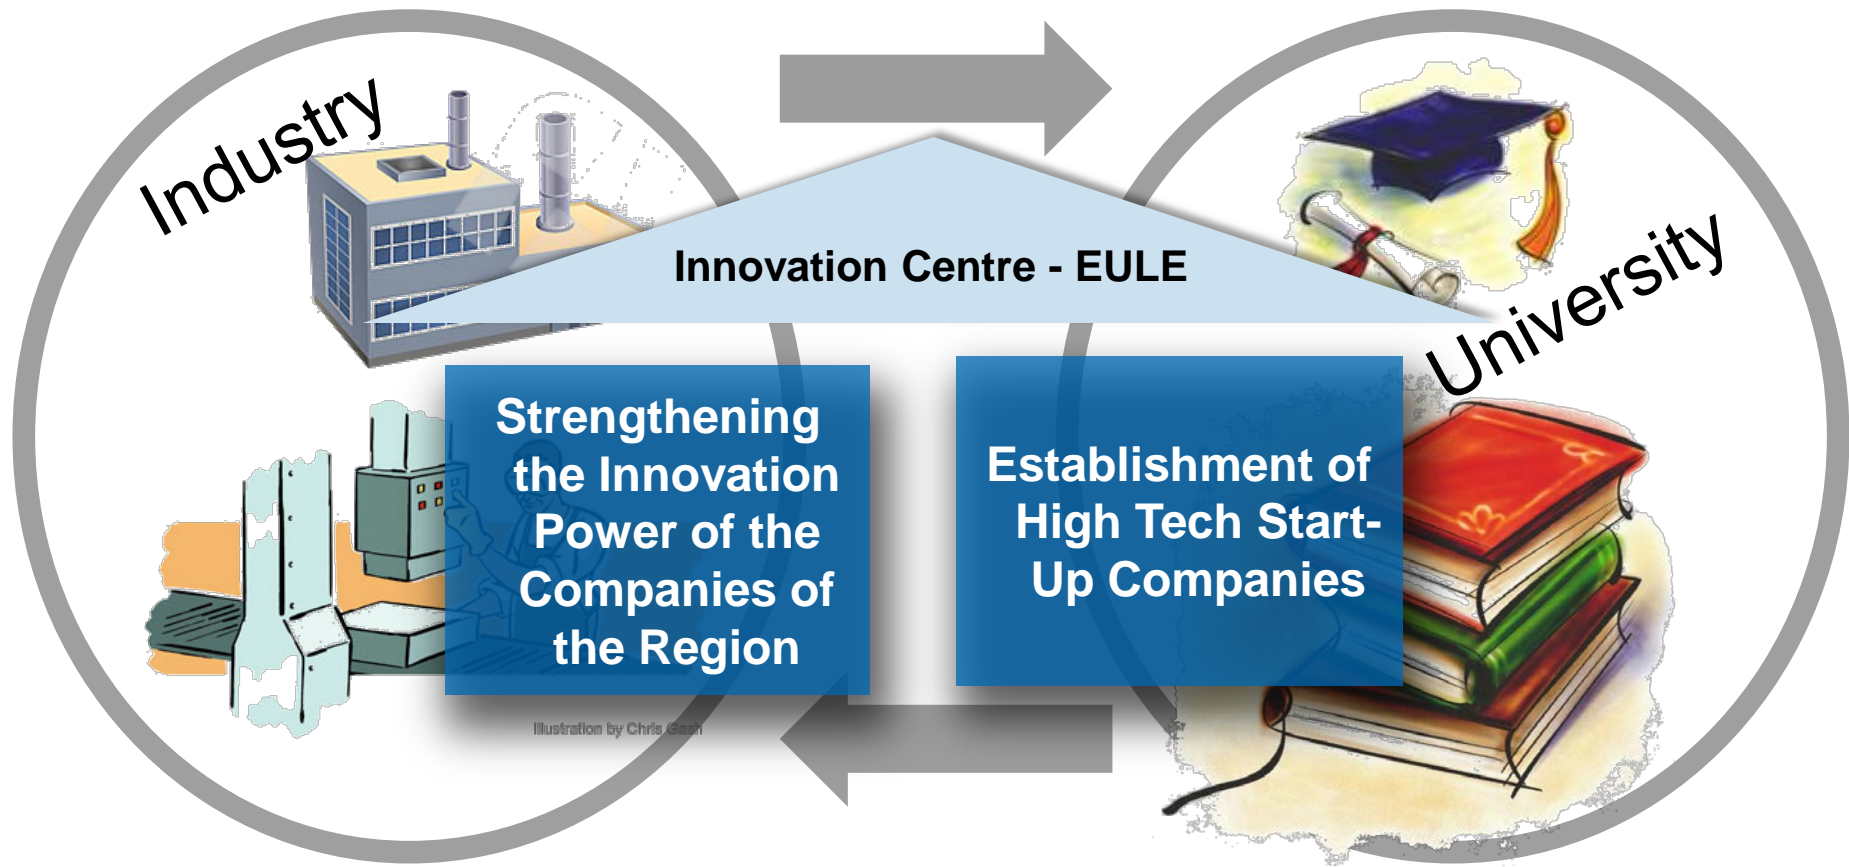 Industry
Innovation Centre - EULE
University
Strengthening
the Innovation
Power of the
Companies of
the Region
Establishment of
High Tech Start-
Up Companies
Illustration by Chris Gash